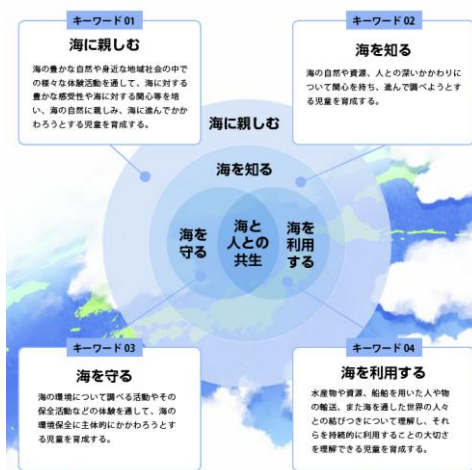 キーワード 01
海に親しむ
海の豊かな自然や身近な地域社会の中で
の様々な体験活動を通して、海に対する
豊かな感受性や海に対する関心等を培
い、海の自然に親しみ、海に進んでかか
わろうとする児童を育成する。
キーワード 02
海を知る
海の自然や資源、人との深いかかわりに
ついて関心を持ち、進んで調べようとす
る児童を育成する。
海に親しむ
海を知る
海を
守る
海と
人との
共生
海を
利用
する
キーワード 03
海を守る
海の環境について調べる活動やその
保全活動などの体験を通して、海の
環境保全に主体的にかかわろうとす
る児童を育成する。
キーワード 04
海を利用する
水産物や資源、船舶を用いた人や物
の輸送、また海を通した世界の人々
との結びつきについて理解し、それ
らを持続的に利用することの大切さ
を理解できる児童を育成する。